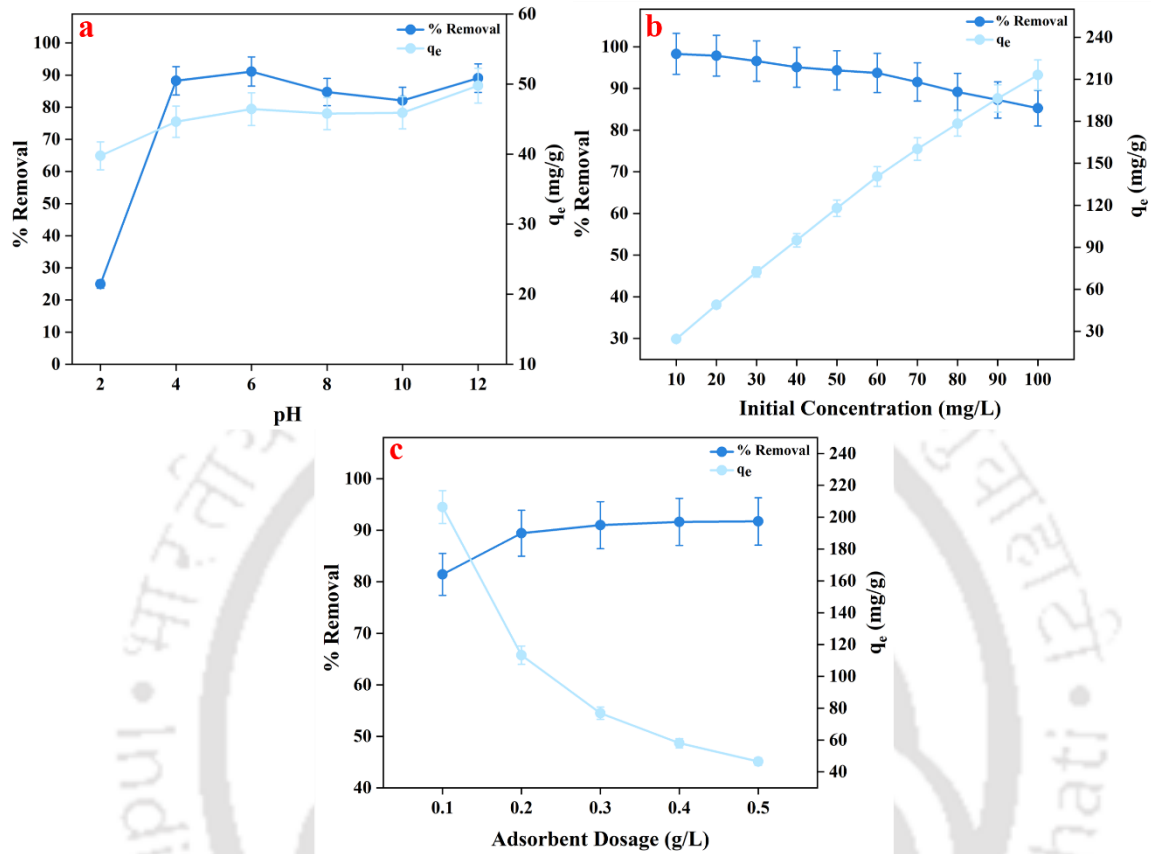 a
% Removal
qe
% Removal
100
90
80
70
60
50
40
30
20
10
0
60
50
40
30
20
10
qe (mg/g)
2 4 6 8 10 12
pH
b
% Removal
qe
% Removal
100
90
80
70
60
50
40
30
240
210
180
150
120
90
60
30
qe (mg/g)
10 20 30 40 50 60 70 80 90 100
Initial Concentration (mg/L)
c
% Removal
qe
% Removal
100
90
80
70
60
50
40
240
220
200
180
160
140
120
100
80
60
40
qe (mg/g)
0.1 0.2 0.3 0.4 0.5
Adsorbent Dosage (g/L)